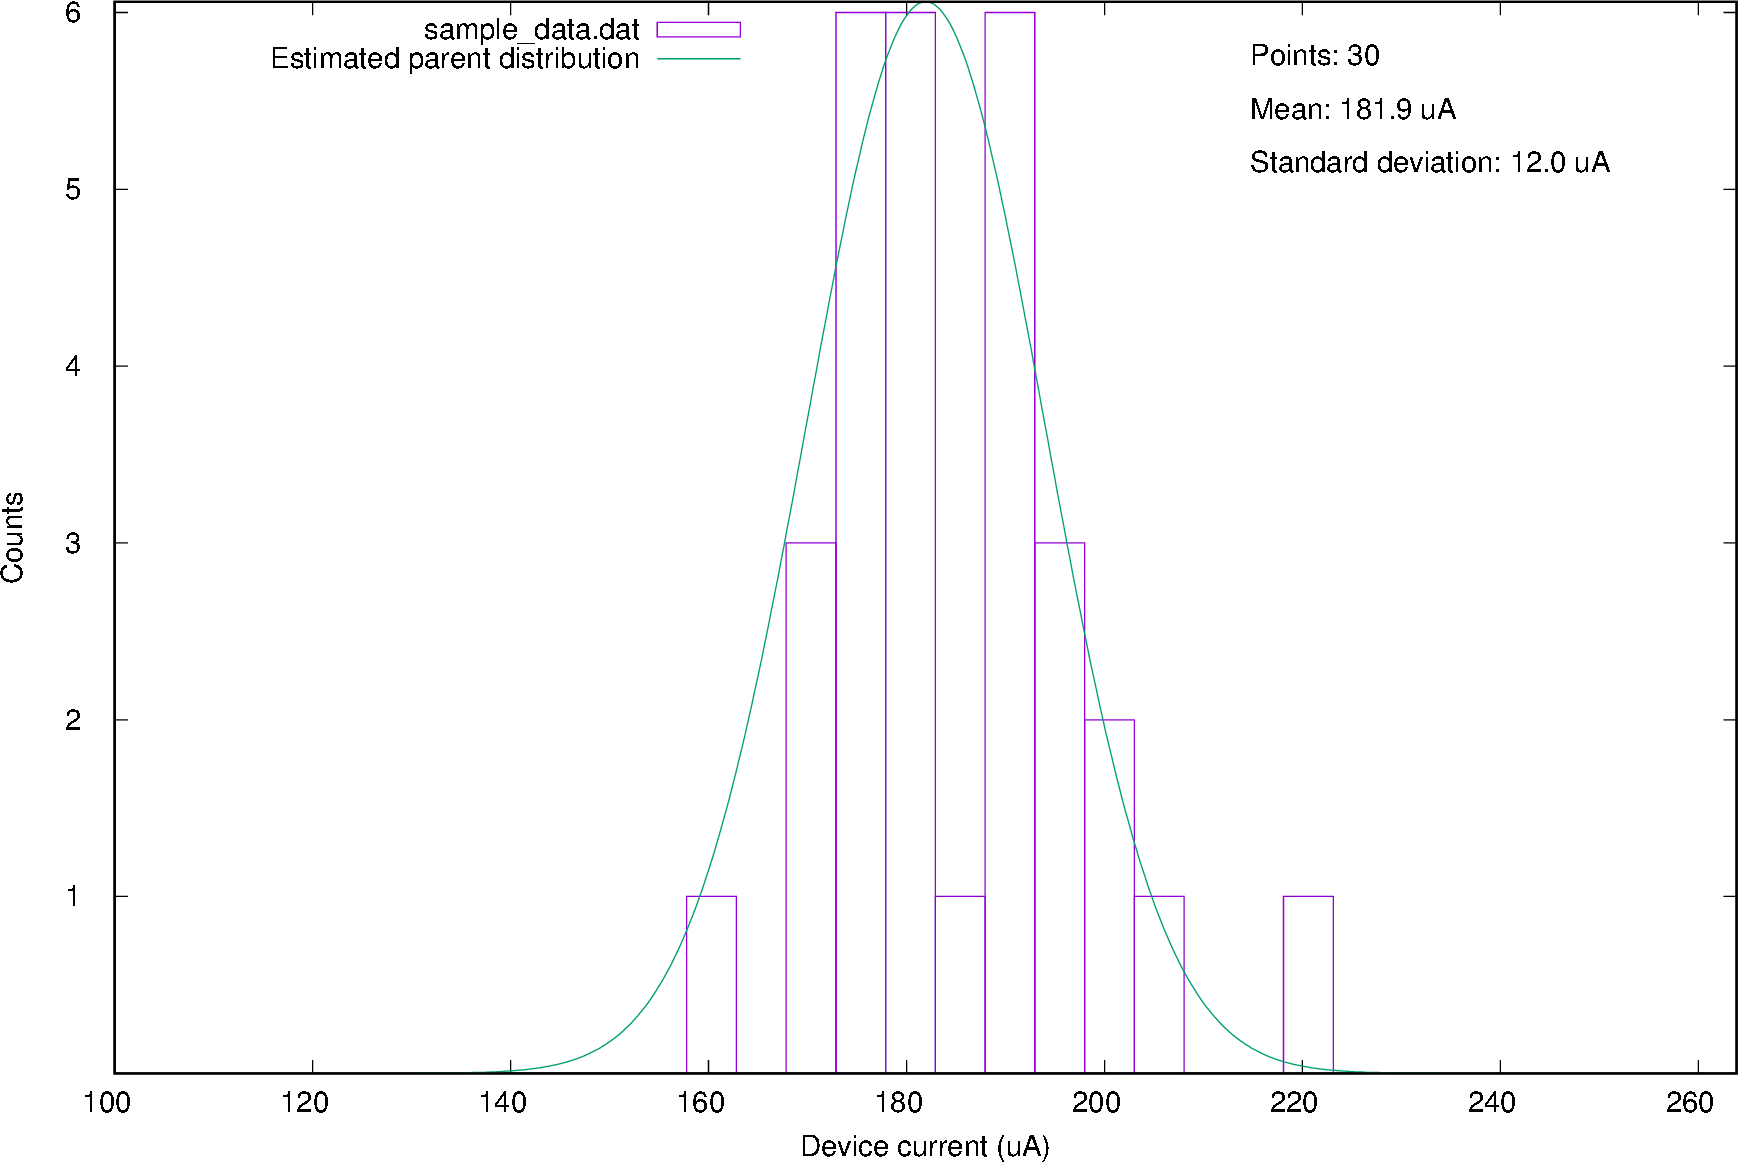 sample_data.dat
Estimated parent distribution
Points: 30
Mean: 181.9 uA
Standard deviation: 12.0 uA
6
5
4
3
2
1
Counts
100 120 140 160 180 200 220 240 260
Device current (uA)